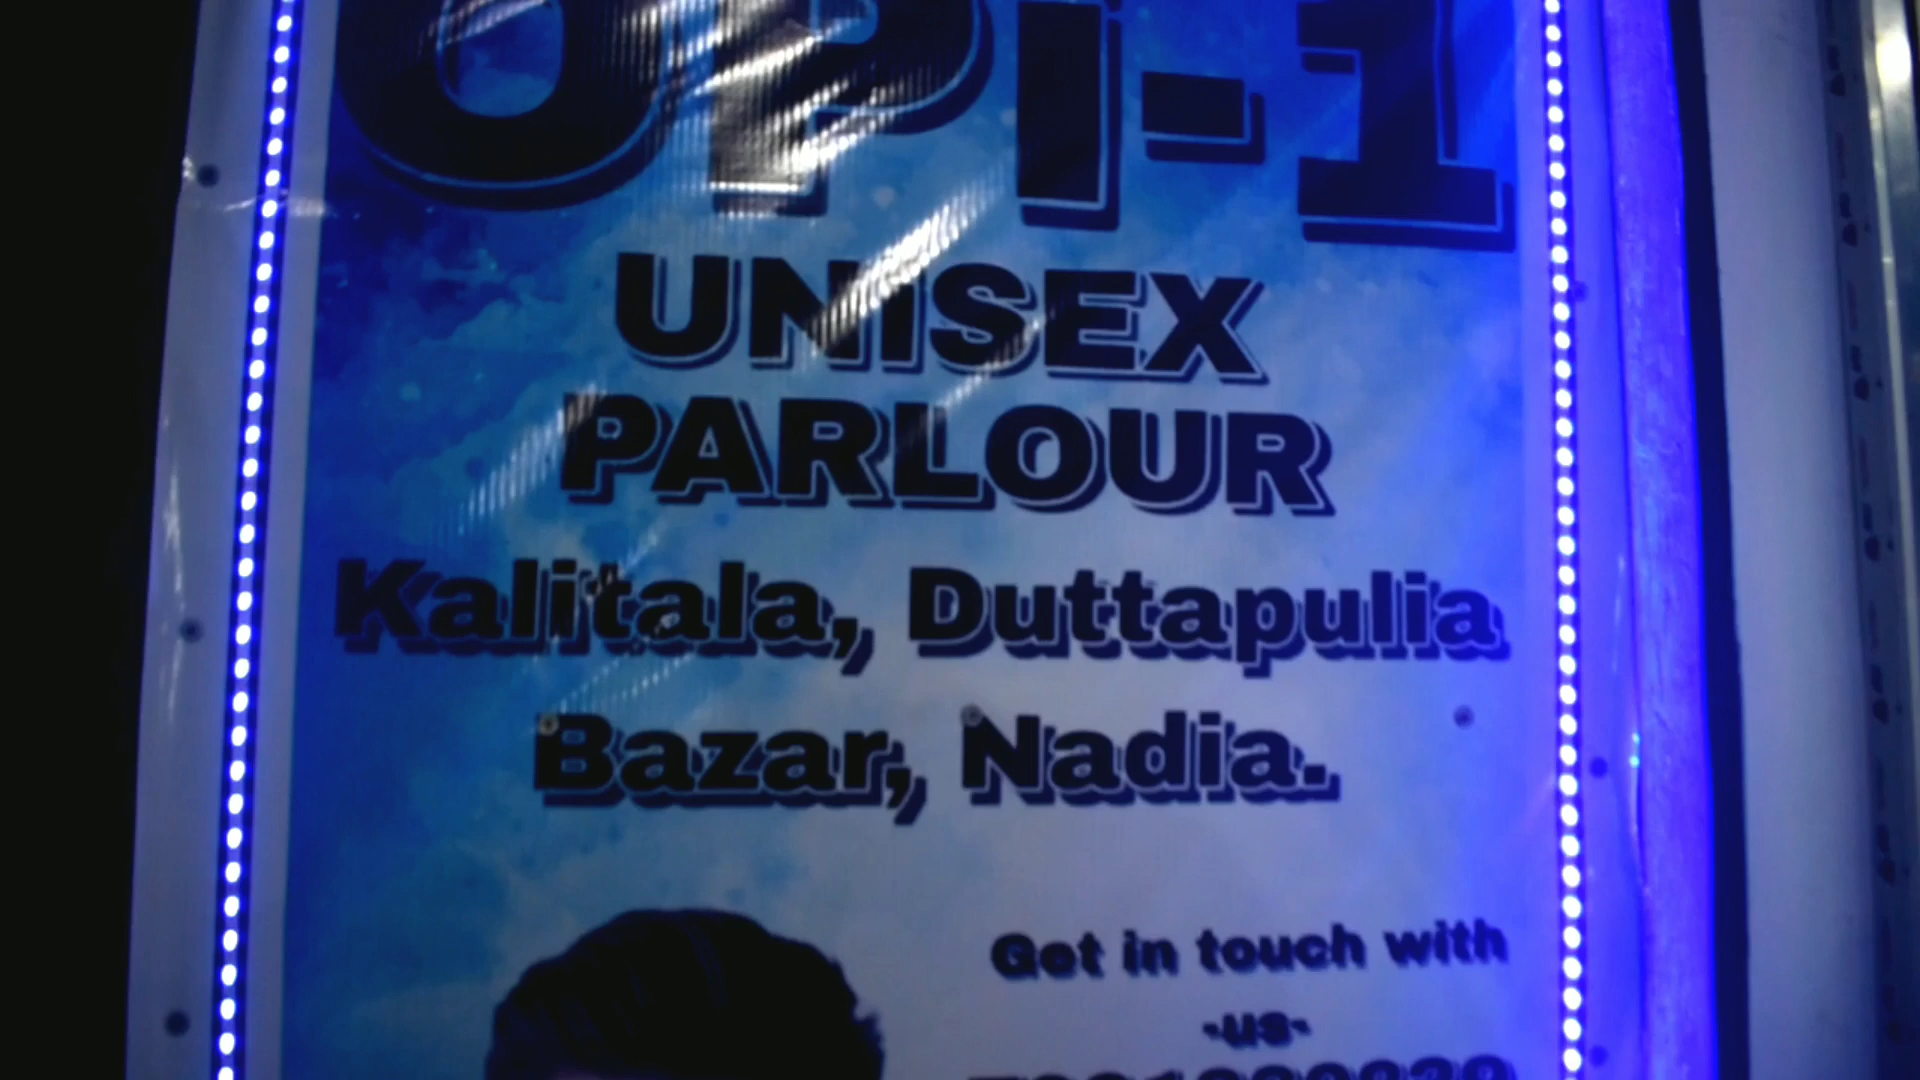 UNISEX
PARLOUR
Kalitala, Duttapulia
Bazar, Nadia.
Get in touch with
-us-